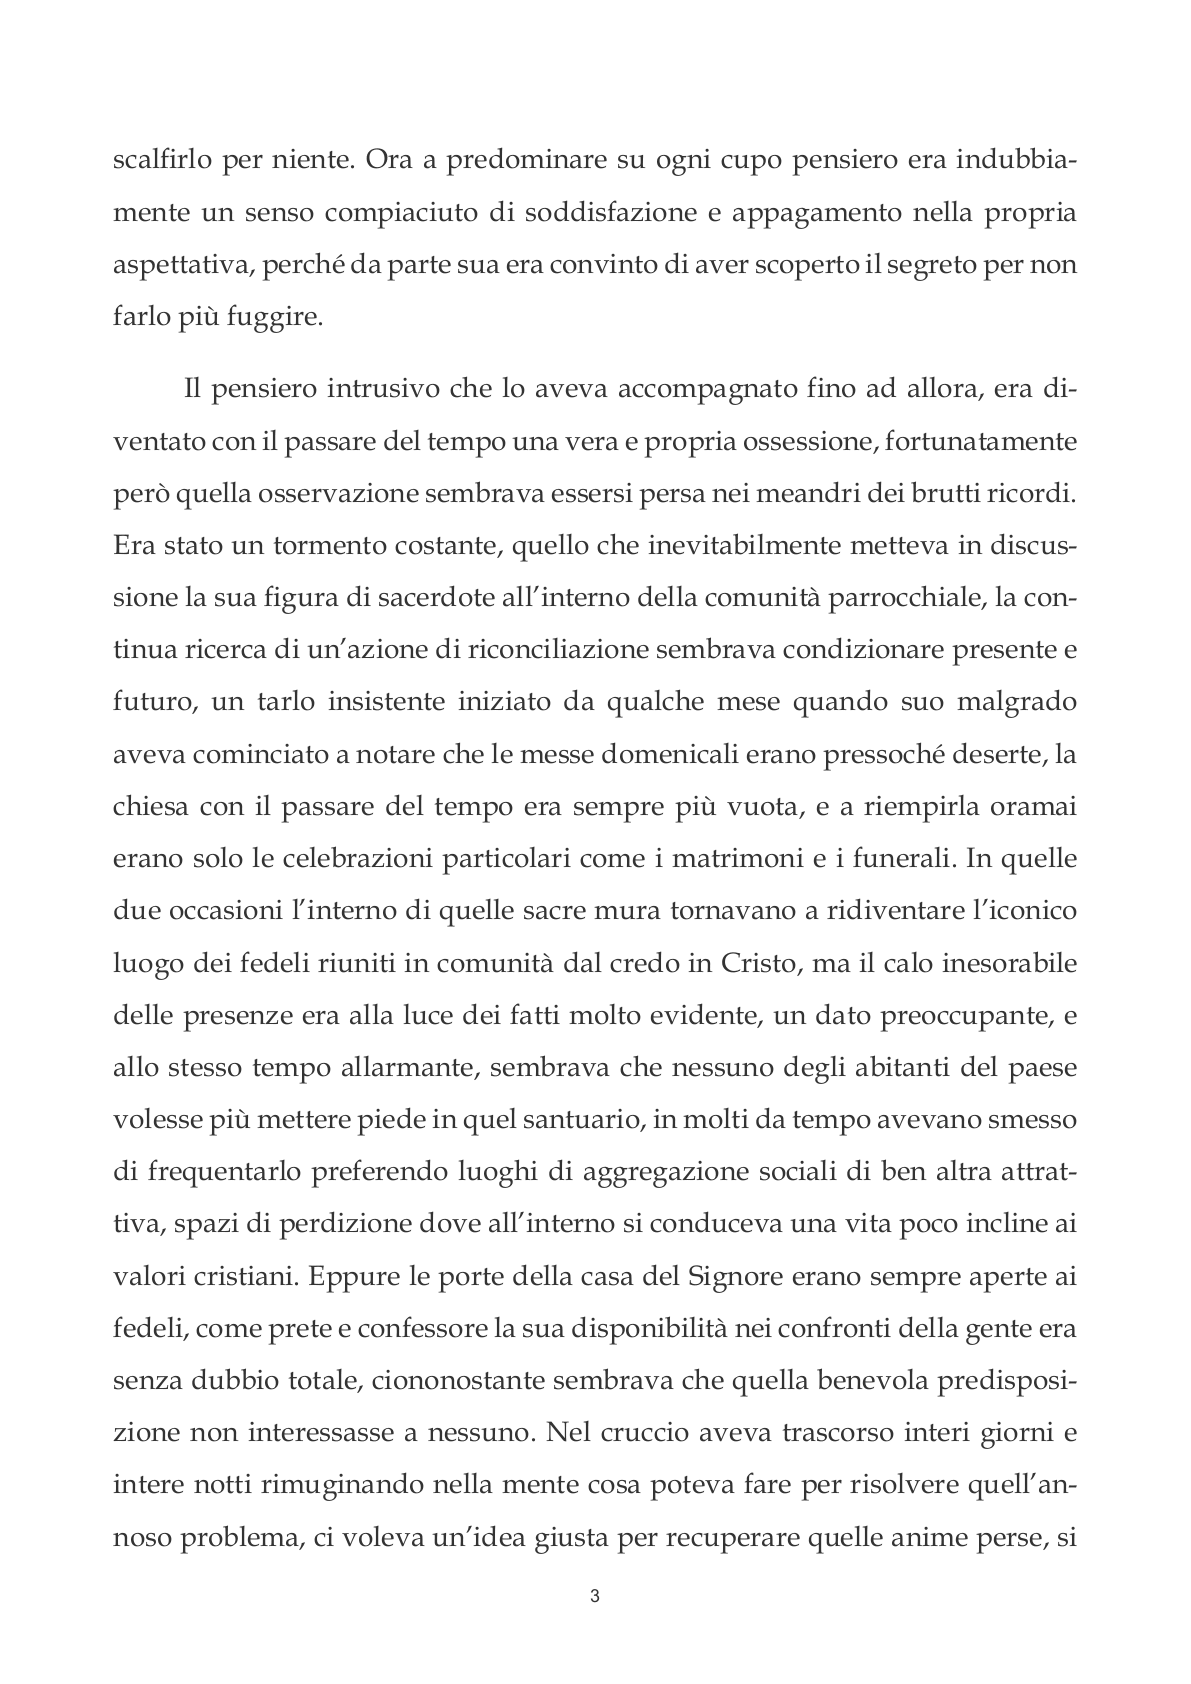 scalfirlo per niente. Ora a predominare su ogni cupo pensiero era indubbia-
mente un senso compiaciuto di soddisfazione e appagamento nella propria
aspettativa, perché da parte sua era convinto di aver scoperto il segreto per non
farlo più fuggire.
Il pensiero intrusivo che lo aveva accompagnato fino ad allora, era di-
ventato con il passare del tempo una vera e propria ossessione, fortunatamente
però quella osservazione sembrava essersi persa nei meandri dei brutti ricordi.
Era stato un tormento costante, quello che inevitabilmente metteva in discus-
sione la sua figura di sacerdote all’interno della comunità parrocchiale, la con-
tinua ricerca di un’azione di riconciliazione sembrava condizionare presente e
futuro, un tarlo insistente iniziato da qualche mese quando suo malgrado
aveva cominciato a notare che le messe domenicali erano pressoché deserte, la
chiesa con il passare del tempo era sempre più vuota, e a riempirla oramai
erano solo le celebrazioni particolari come i matrimoni e i funerali. In quelle
due occasioni l’interno di quelle sacre mura tornavano a ridiventare l’iconico
luogo dei fedeli riuniti in comunità dal credo in Cristo, ma il calo inesorabile
delle presenze era alla luce dei fatti molto evidente, un dato preoccupante, e
allo stesso tempo allarmante, sembrava che nessuno degli abitanti del paese
volesse più mettere piede in quel santuario, in molti da tempo avevano smesso
di frequentarlo preferendo luoghi di aggregazione sociali di ben altra attrat-
tiva, spazi di perdizione dove all’interno si conduceva una vita poco incline ai
valori cristiani. Eppure le porte della casa del Signore erano sempre aperte ai
fedeli, come prete e confessore la sua disponibilità nei confronti della gente era
senza dubbio totale, ciononostante sembrava che quella benevola predisposi-
zione non interessasse a nessuno. Nel cruccio aveva trascorso interi giorni e
intere notti rimuginando nella mente cosa poteva fare per risolvere quell’an-
noso problema, ci voleva un’idea giusta per recuperare quelle anime perse, si
3